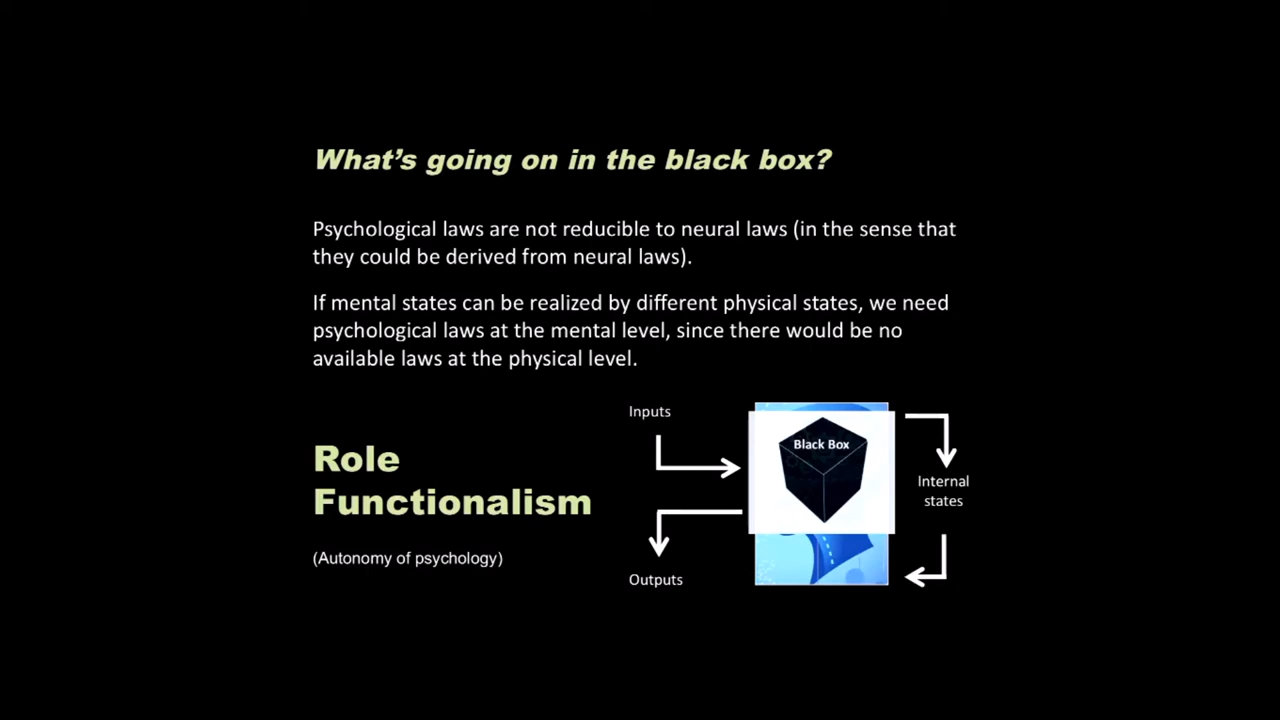 What's going on in the black box?
Psychological laws are not reducible to neural laws (in the sense that
they could be derived from neural laws).
If mental states can be realized by different physical states, we need
psychological laws at the mental level, since there would be no
available laws at the physical level.
Role
Functionalism
(Autonomy of psychology)
Inputs
Black Box
Internal
states
Outputs